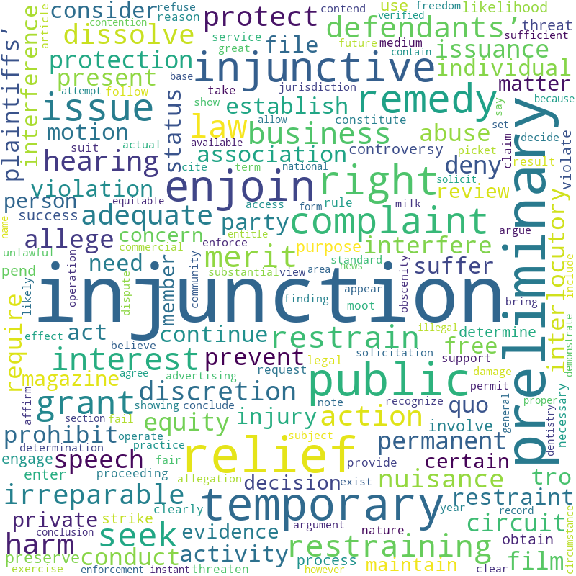 consider
protect
refuse
reason
contention
verified
contend
use
freedom
likelihood
article
dissolve
service
great
file
defendants’
threat
sufficient
plaintiffs’
interference
protection
present
base
injunctive
future
medium
contain
issuance
individual
attempt
follow
take
jurisdiction
remedy
matter
because
issue
status
show
establish
say
set
decide
motion
suit
actual
law
allow
constitute
business
abuse
picket
claim
result
hearing
available
association
controversy
deny
solicit
violate
violation
cite
term
national
right
review
argue
person
equitable
enjoin
access
form
milk
rule
success
adequate
party
complaint
interlocutory
preliminary
name
allege
concern
commercial
enforce
entitle
purpose
interfere
unlawful
merit
standard
include
pend
need
member
community
substantial
view
area
suffer
likely
operation
dispute
injunction
finding
appear
moot
obscenity
bring
require
effect
act
continue
restrain
illegal
determine
demonstrate
believe
free
interest
prevent
legal
solicitation
support
damage
magazine
agree
advertising
request
public
permit
necessary
affirm
grant
discretion
note
recognize
quo
general
proper
section
showing
conclude
equity
injury
action
involve
dentistry
prohibit
fail
operate
relief
subject
permanent
determination
practice
engage
speech
fair
allegation
decision
provide
certain
enter
proceeding
exist
nuisance
tro
irreparable
clearly
temporary
year
record
restraint
private
strike
argument
circuit
harm
conclusion
seek
evidence
nature
obtain
circumstance
preserve
conduct
activity
process
restraining
film
exercise
enforcement
instant
threaten
however
maintain
clear